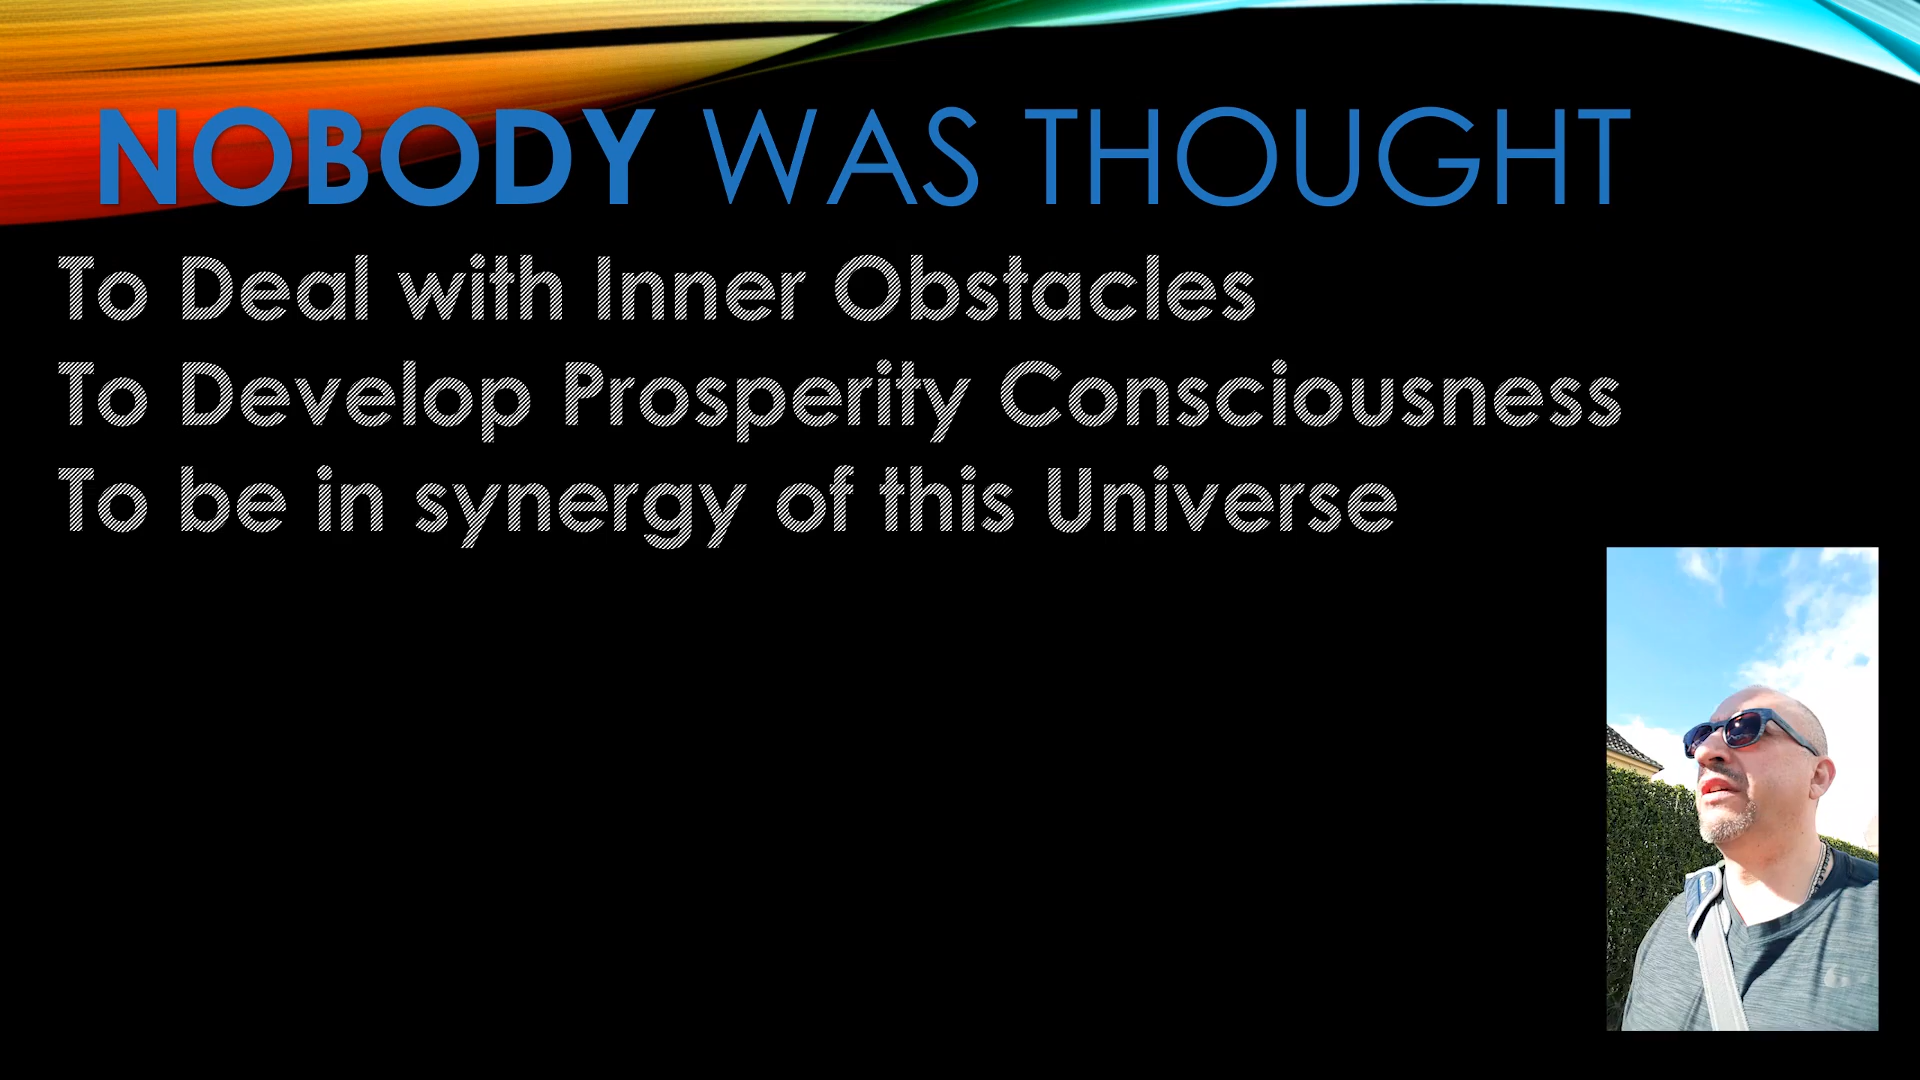 NOBODY WAS THOUGHT
To Deal with Inner Obstacles
To Develop Prosperity Consciousness
To be in synergy of this Universe